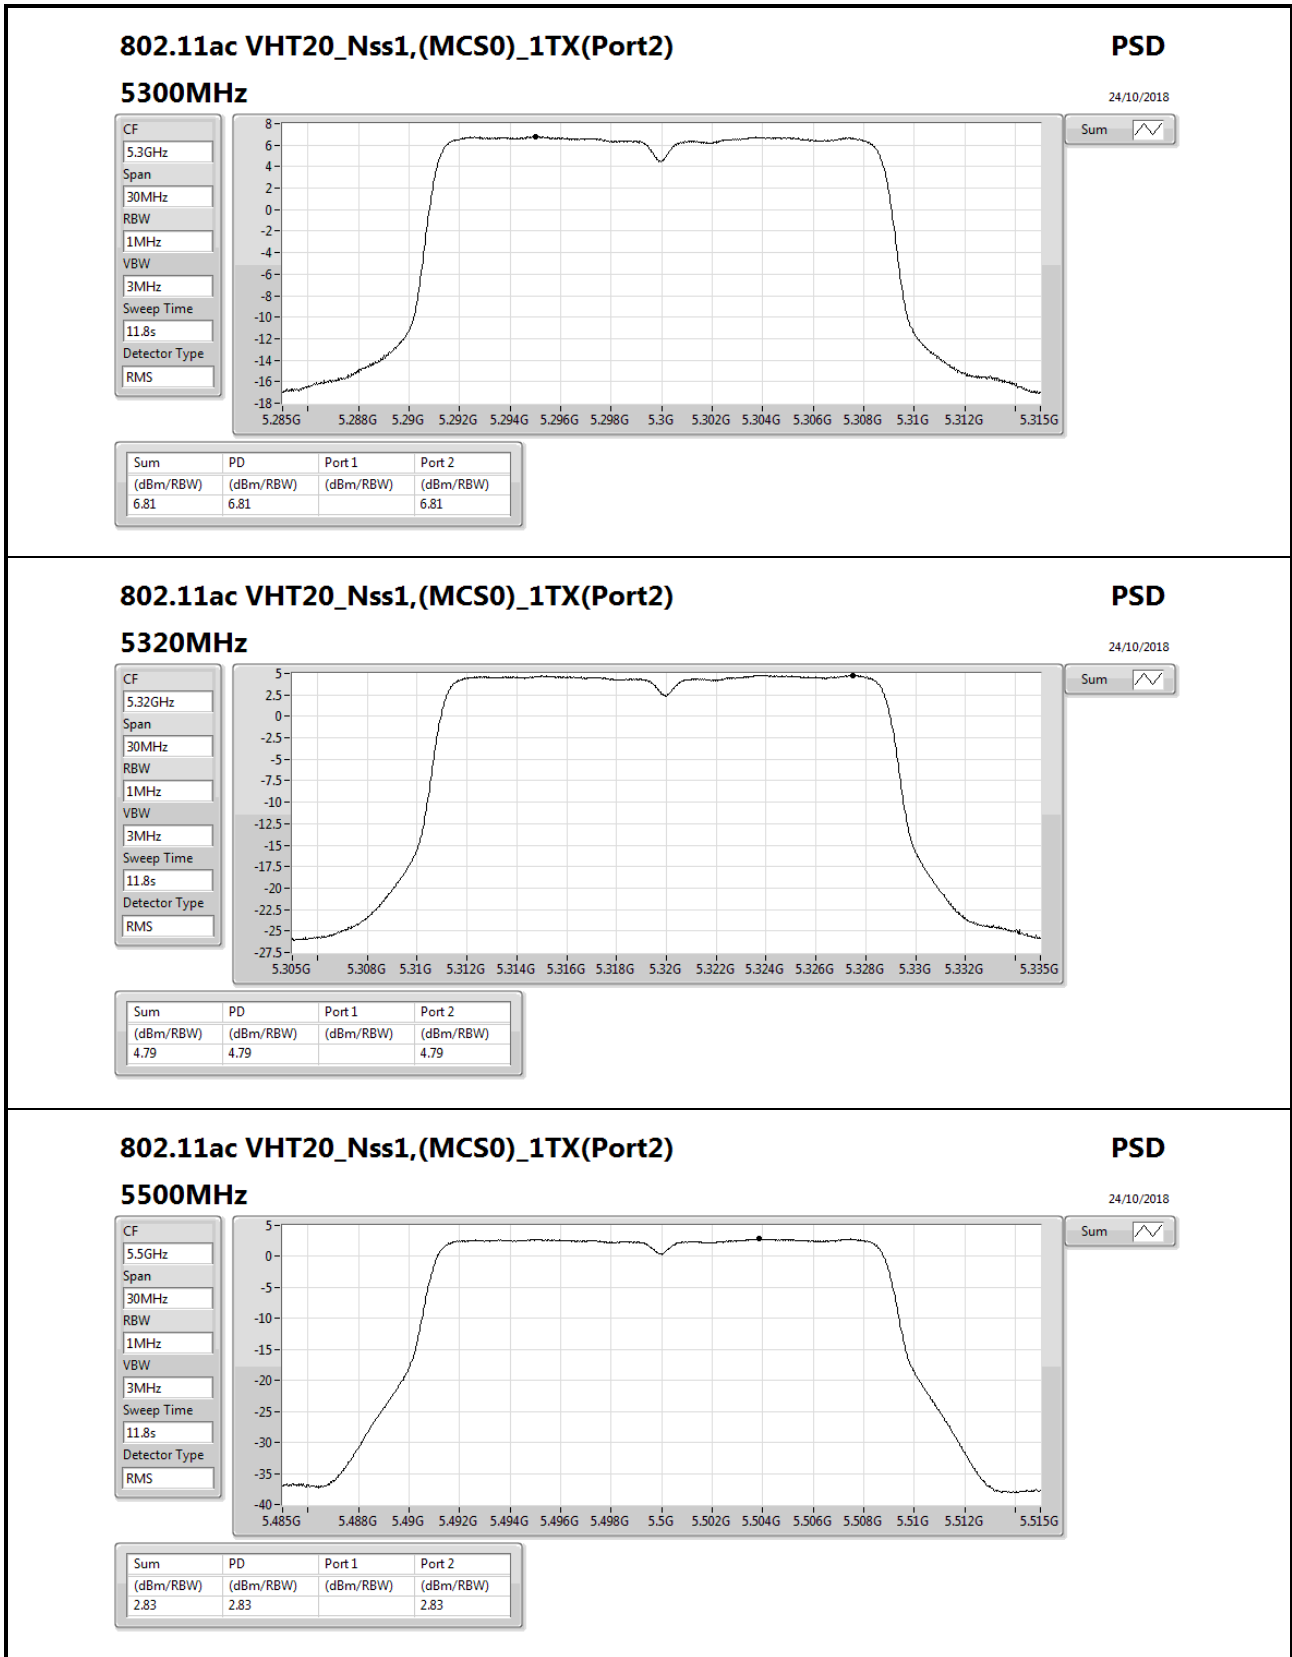 802.11ac VHT20_Nss1,(MCS0)_1TX(Port2) PSD
5300MHz 24/10/2018
CF
5.3GHz
Span
30MHz
RBW
1MHz
VBW
3MHz
Sweep Time
11.8s
Detector Type
RMS
8
6
4
2
0
-2
-4
-6
-8
-10
-12
-14
-16
-18
5.285G 5.288G 5.29G 5.292G 5.294G 5.296G 5.298G 5.3G 5.302G 5.304G 5.306G 5.308G 5.31G 5.312G 5.315G
Sum
Sum PD Port 1 Port 2
(dBm/RBW) (dBm/RBW) (dBm/RBW) (dBm/RBW)
6.81 6.81 6.81
802.11ac VHT20_Nss1,(MCS0)_1TX(Port2) PSD
5320MHz 24/10/2018
CF
5.32GHz
Span
30MHz
RBW
1MHz
VBW
3MHz
Sweep Time
11.8s
Detector Type
RMS
5
2.5
0
-2.5
-5
-7.5
-10
-12.5
-15
-17.5
-20
-22.5
-25
-27.5
5.305G 5.308G 5.31G 5.312G 5.314G 5.316G 5.318G 5.32G 5.322G 5.324G 5.326G 5.328G 5.33G 5.332G 5.335G
Sum
Sum PD Port 1 Port 2
(dBm/RBW) (dBm/RBW) (dBm/RBW) (dBm/RBW)
4.79 4.79 4.79
802.11ac VHT20_Nss1,(MCS0)_1TX(Port2) PSD
5500MHz 24/10/2018
CF
5.5GHz
Span
30MHz
RBW
1MHz
VBW
3MHz
Sweep Time
11.8s
Detector Type
RMS
5
0
-5
-10
-15
-20
-25
-30
-35
-40
5.485G 5.488G 5.49G 5.492G 5.494G 5.496G 5.498G 5.5G 5.502G 5.504G 5.506G 5.508G 5.51G 5.512G 5.515G
Sum
Sum PD Port 1 Port 2
(dBm/RBW) (dBm/RBW) (dBm/RBW) (dBm/RBW)
2.83 2.83 2.83